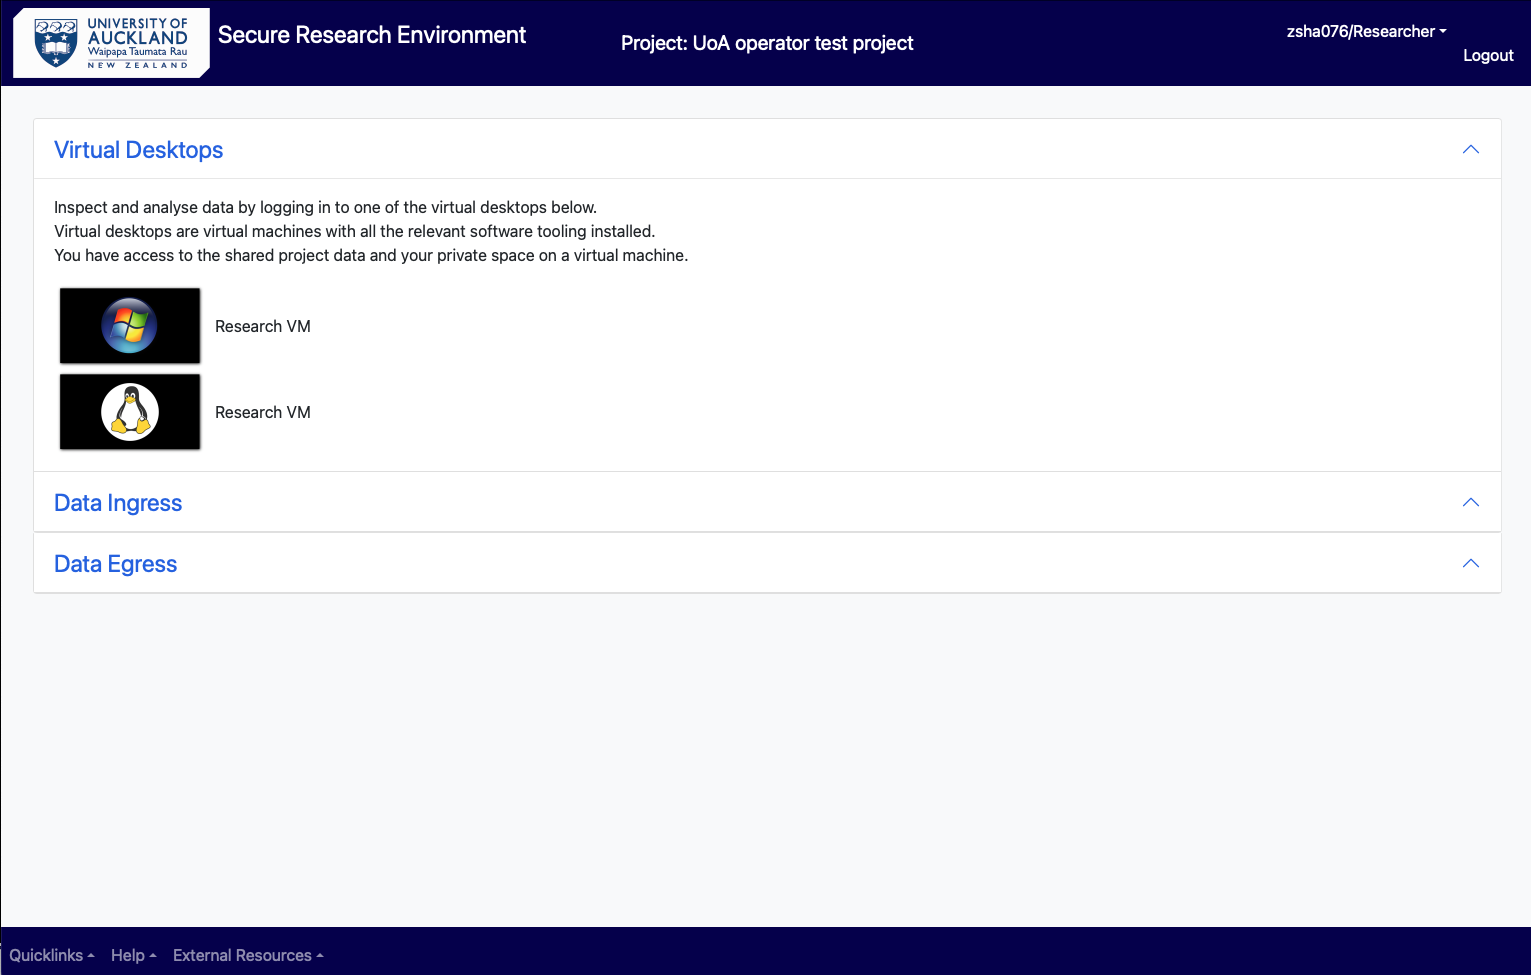 UNIVERSITY OF
AUCKLAND
Waipapa Taumata Rau
NEW ZEALAND
Secure Research Environment
Project: UoA operator test project
zsha076/Researcher
Logout
Virtual Desktops
Inspect and analyse data by logging in to one of the virtual desktops below.
Virtual desktops are virtual machines with all the relevant software tooling installed.
You have access to the shared project data and your private space on a virtual machine.
Research VM
Research VM
Data Ingress
Data Egress
Quicklinks
Help
External Resources